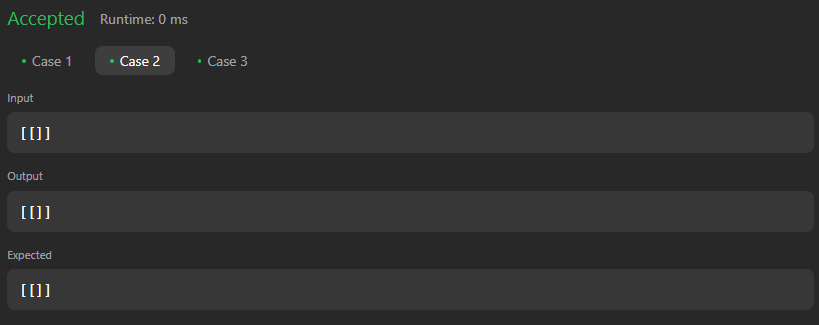 Accepted Runtime: 0 ms
• Case 1 • Case 2 • Case 3
Input
[[]]
Output
[[]]
Expected
[[]]